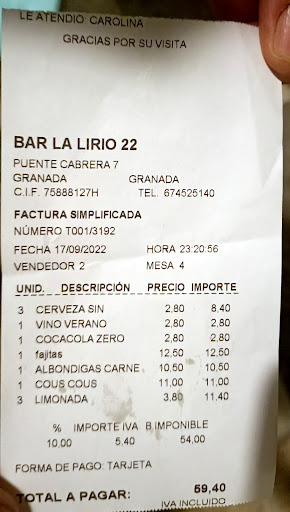 LE ATENDIO: CAROLINA
GRACIAS POR SU VISITA
BAR LA LIRIO 22
PUENTE CABRERA 7
GRANADA GRANADA
C.I.F. 75888127H TEL. 674525140
FACTURA SIMPLIFICADA
NÚMERO T001/3192
FECHA 17/09/2022 HORA 23:20:56
VENDEDOR 2 MESA 4
UNID. DESCRIPCIÓN PRECIO IMPORTE
3 CERVEZA SIN 2,80 8,40
1 VINO VERANO 2,80 2,80
1 COCACOLA ZERO 2,80 2,80
1 fajitas 12,50 12,50
1 ALBONDIGAS CARNE 10,50 10,50
1 COUS COUS 11,00 11,00
3 LIMONADA 3,80 11,40
% IMPORTE IVA B.IMPONIBLE
10,00 5,40 54,00
FORMA DE PAGO: TARJETA
TOTAL A PAGAR: 59,40
IVA INCLUIDO